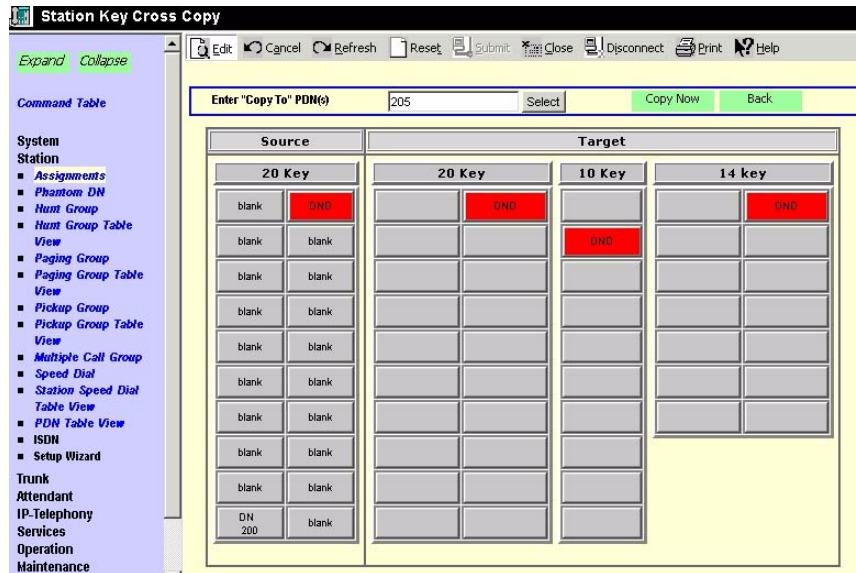 Station Key Cross Copy
Edit Cancel Refresh Reset Submit Close Disconnect Print Help
Expand Collapse
Command Table
System
Station
Assignments
Phantom DN
Hunt Group
Hunt Group Table
View
Paging Group
Paging Group Table
View
Pickup Group
Pickup Group Table
View
Multiple Call Group
Speed Dial
Station Speed Dial
Table View
PDN Table View
ISDN
Setup Wizard
Trunk
Attendant
IP-Telephony
Services
Operation
Maintenance
Enter "Copy To" PDN(s) 205 Select Copy Now Back
Source Target
20 Key 20 Key 10 Key 14 key
blank DND DND DND
blank blank DND
blank blank
blank blank
blank blank
blank blank
blank blank
blank blank
blank blank
DN
200 blank